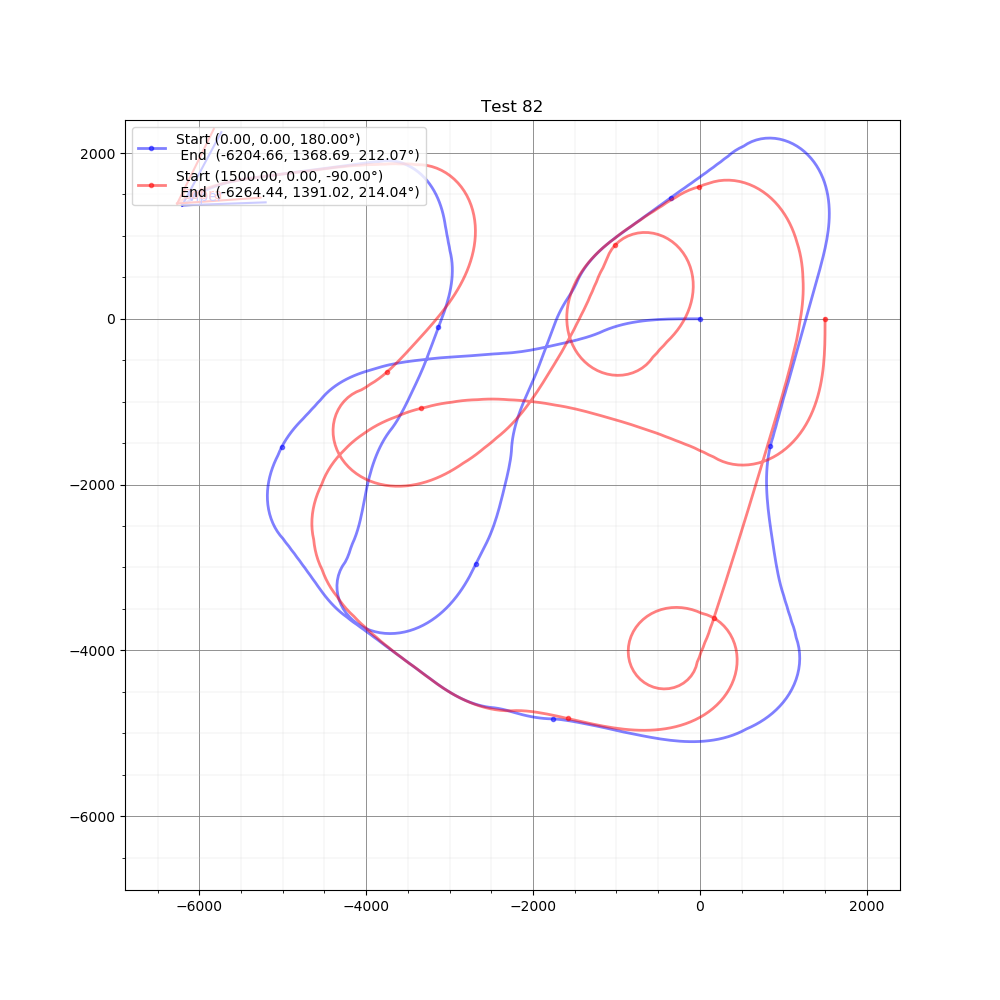 Test 82
Start (0.00, 0.00, 180.00°)
End  (-6204.66, 1368.69, 212.07°)
Start (1500.00, 0.00, -90.00°)
End  (-6264.44, 1391.02, 214.04°)
2000
0
−2000
−4000
−6000
−6000
−4000
−2000
0
2000